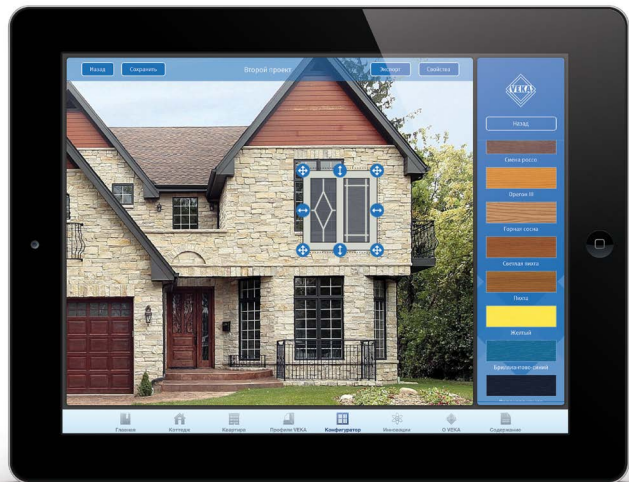 Назад
Сохранить
Второй проект
Экспорт
Свойства
VEKA
Назад
Сиена россо
Орегон III
Горная сосна
Светлая пихта
Пихта
Желтый
Бриллиантово-синий
Главная
Коттедж
Квартира
Профили VEKA
Конфигуратор
Инновации
О VEKA
Содержание